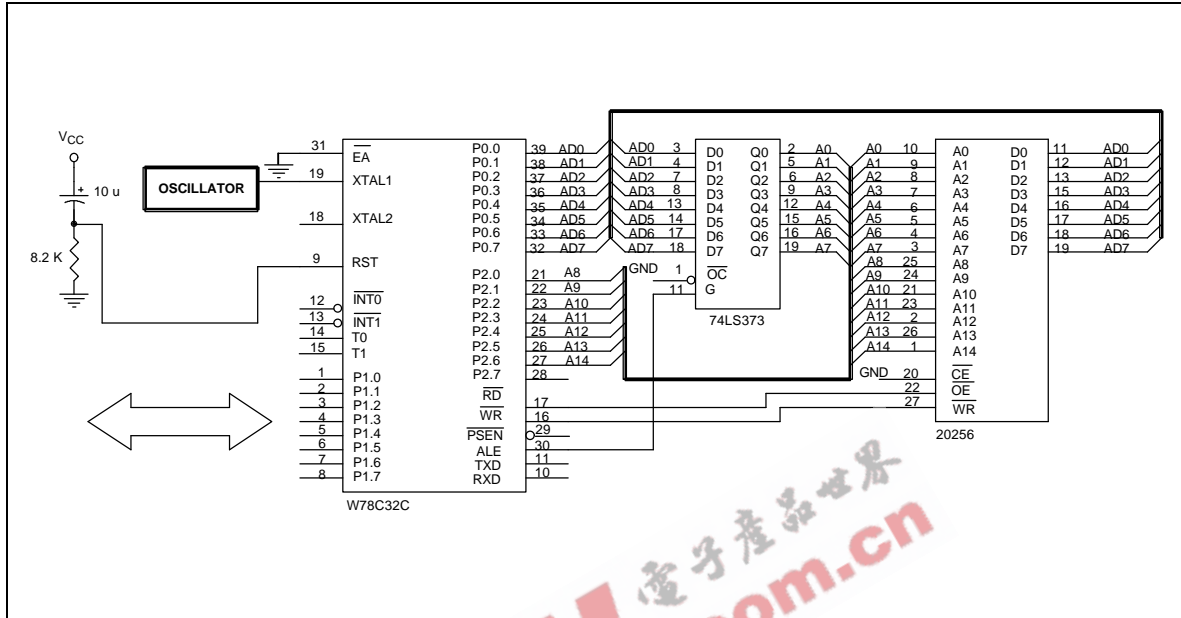 VCC
10 u
8.2 K
OSCILLATOR
31 EA
19 XTAL1
18 XTAL2
9 RST
12 INT0
13 INT1
14 T0
15 T1
1 P1.0
2 P1.1
3 P1.2
4 P1.3
5 P1.4
6 P1.5
7 P1.6
8 P1.7
P0.0 39 AD0
P0.1 38 AD1
P0.2 37 AD2
P0.3 36 AD3
P0.4 35 AD4
P0.5 34 AD5
P0.6 33 AD6
P0.7 32 AD7
P2.0 21 A8
P2.1 22 A9
P2.2 23 A10
P2.3 24 A11
P2.4 25 A12
P2.5 26 A13
P2.6 27 A14
P2.7 28
RD 17
WR 16
PSEN 29
ALE 30
TXD 11
RXD 10
W78C32C
AD0 3 D0 Q0 2 A0
AD1 4 D1 Q1 5 A1
AD2 7 D2 Q2 6 A2
AD3 8 D3 Q3 9 A3
AD4 13 D4 Q4 12 A4
AD5 14 D5 Q5 15 A5
AD6 17 D6 Q6 16 A6
AD7 18 D7 Q7 19 A7
GND 1 OC
11 G
74LS373
A0 10 A0
A1 9 A1
A2 8 A2
A3 7 A3
A4 6 A4
A5 5 A5
A6 4 A6
A7 3 A7
A8 25 A8
A9 24 A9
A10 21 A10
A11 23 A11
A12 2 A12
A13 26 A13
A14 1 A14
GND 20 CE
22 OE
27 WR
D0 11 AD0
D1 12 AD1
D2 13 AD2
D3 15 AD3
D4 16 AD4
D5 17 AD5
D6 18 AD6
D7 19 AD7
20256
電子產品世界
om.cn